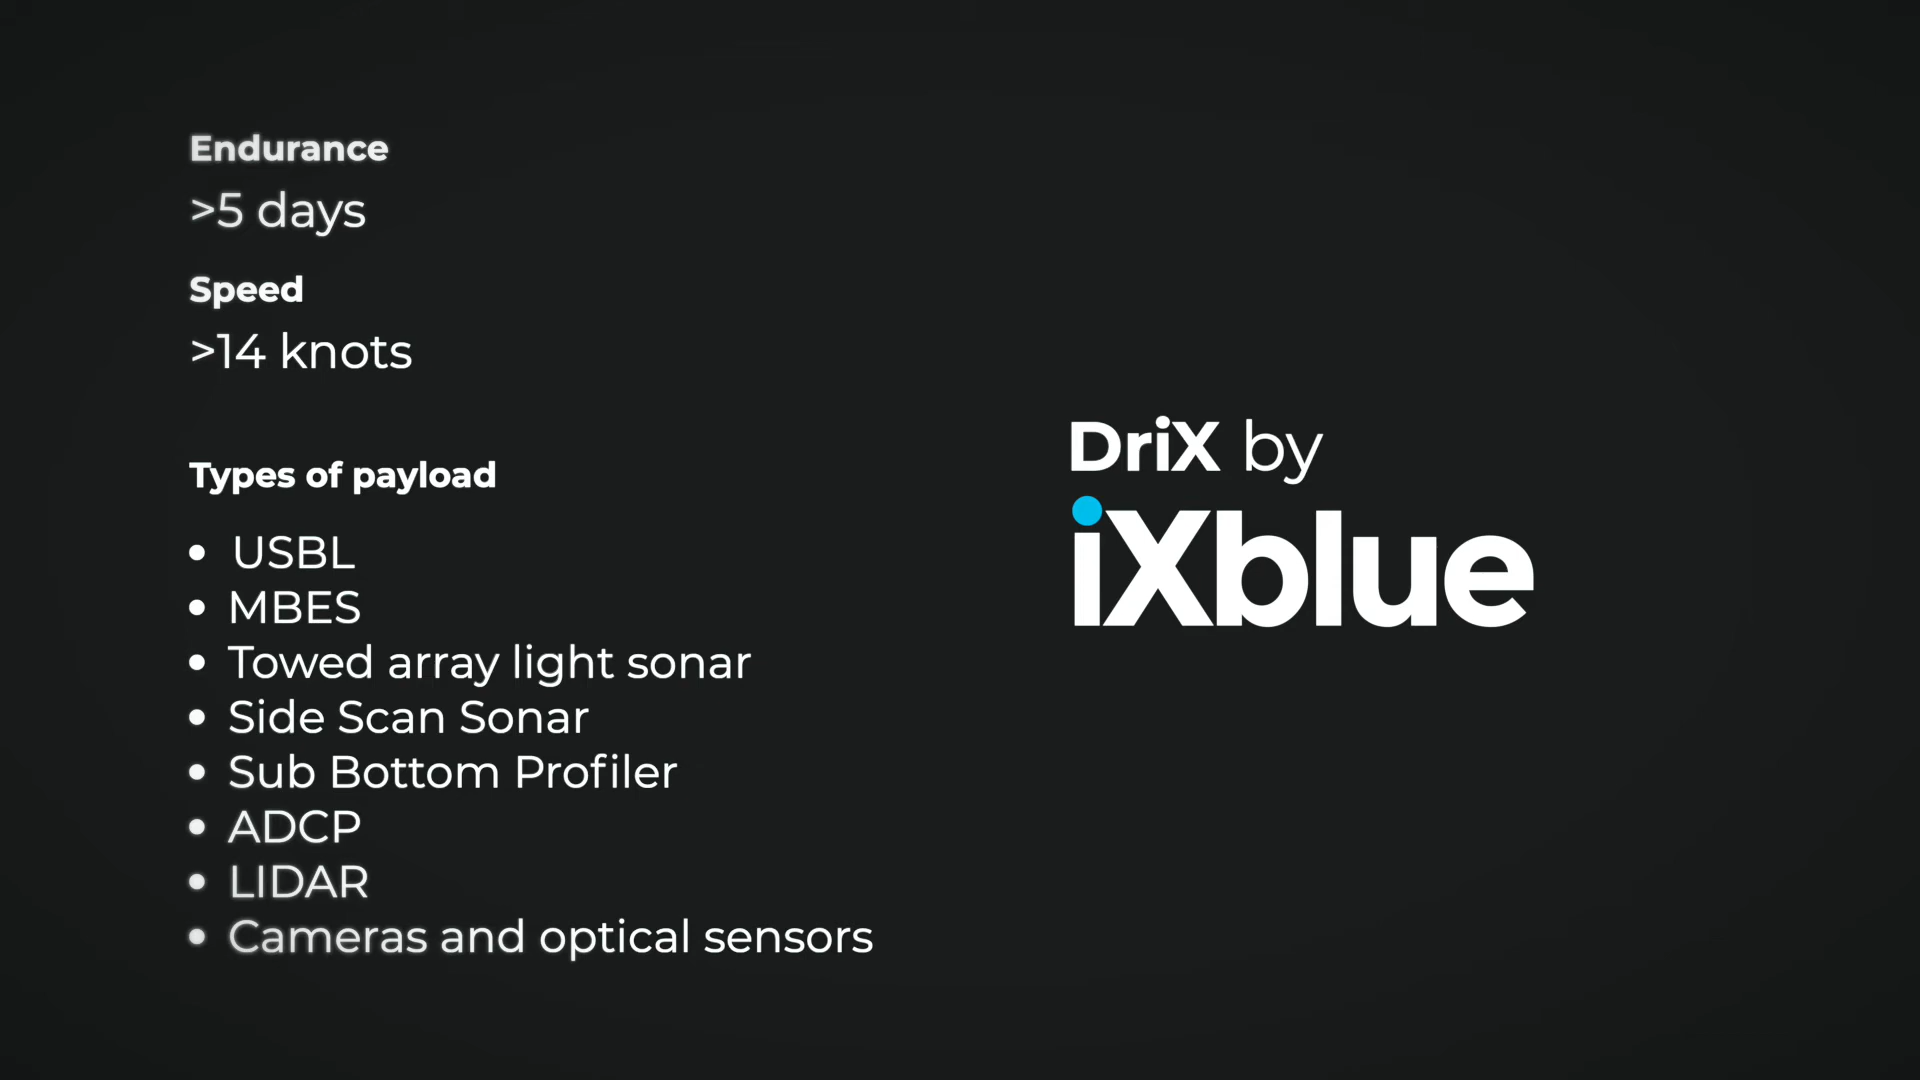 Endurance
>5 days
Speed
>14 knots
Types of payload
• USBL
• MBES
• Towed array light sonar
• Side Scan Sonar
• Sub Bottom Profiler
• ADCP
• LIDAR
• Cameras and optical sensors
DriX by
iXblue